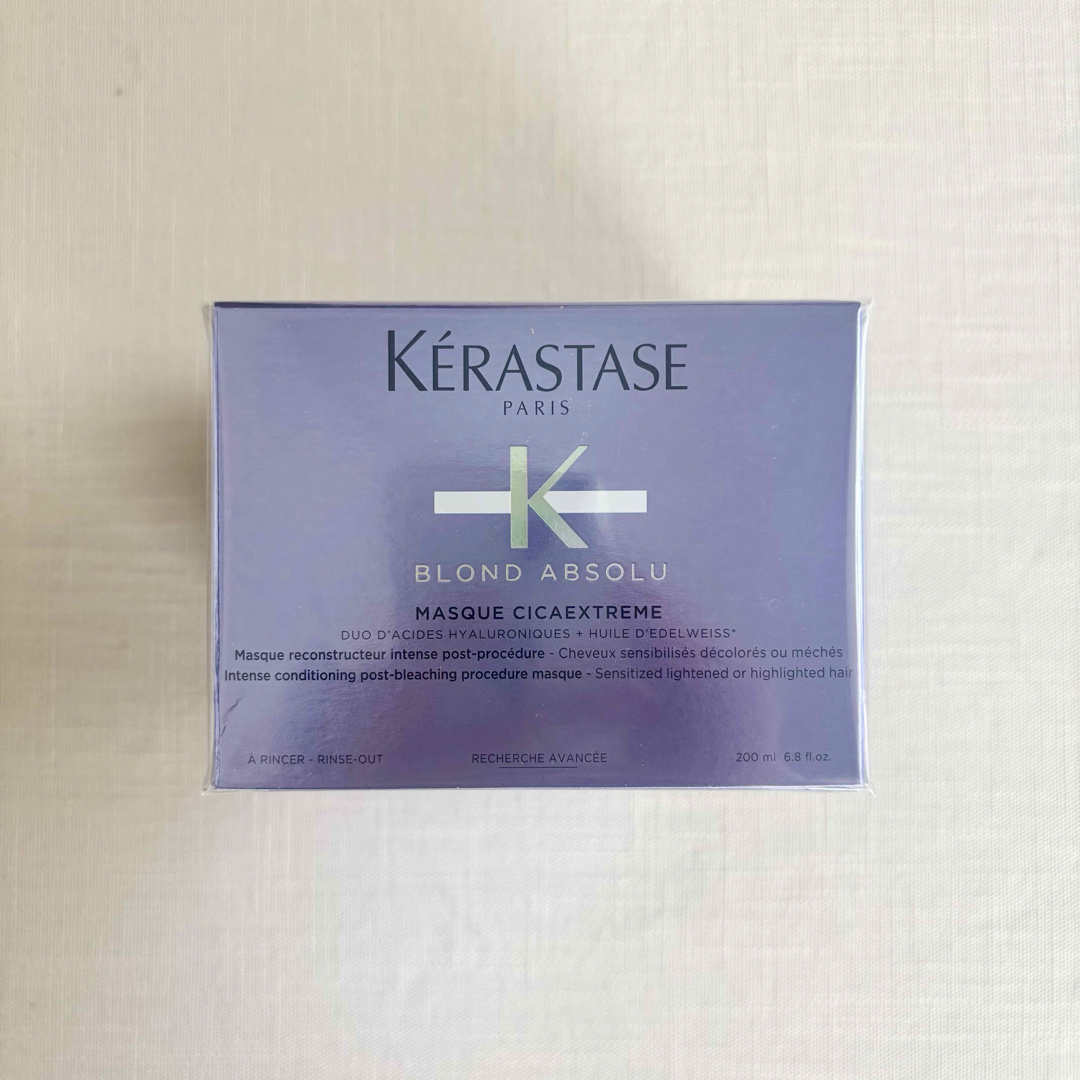 KÉRASTASE
PARIS
K
BLOND ABSOLU
MASQUE CICAEXTREME
DUO D'ACIDES HYALURONIQUES + HUILE D'EDELWEISS*
Masque reconstructeur intense post-procédure - Cheveux sensibilisés décolorés ou méchés
Intense conditioning post-bleaching procedure masque - Sensitized lightened or highlighted hair
À RINCER - RINSE-OUT RECHERCHE AVANCÉE 200 ml 6.8 fl.oz.